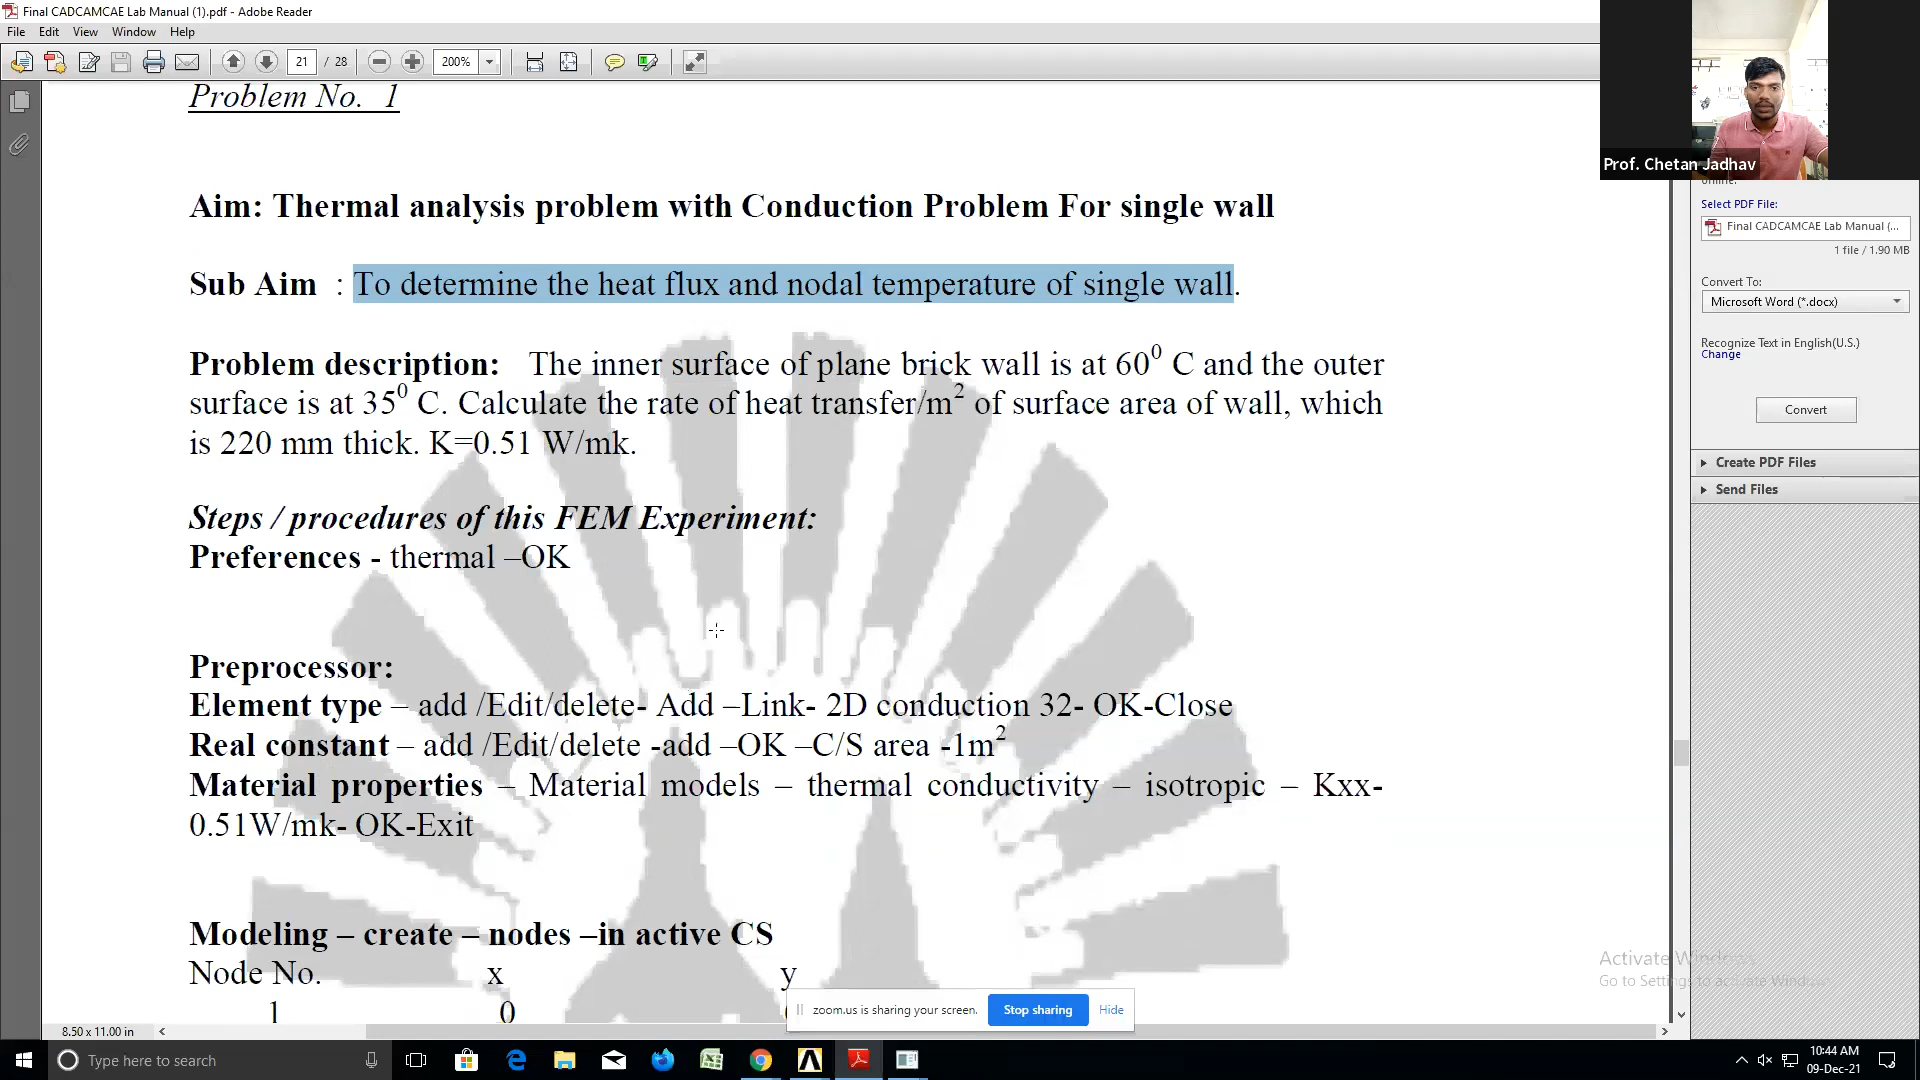 Final CADCAMCAE Lab Manual (1).pdf - Adobe Reader
File Edit View Window Help
21 / 28 200%
Problem No. 1
Aim: Thermal analysis problem with Conduction Problem For single wall
Sub Aim : To determine the heat flux and nodal temperature of single wall.
Problem description: The inner surface of plane brick wall is at 60⁰ C and the outer
surface is at 35⁰ C. Calculate the rate of heat transfer/m² of surface area of wall, which
is 220 mm thick. K=0.51 W/mk.
Steps / procedures of this FEM Experiment:
Preferences - thermal –OK
Preprocessor:
Element type – add /Edit/delete- Add –Link- 2D conduction 32- OK-Close
Real constant – add /Edit/delete -add –OK –C/S area -1m²
Material properties – Material models – thermal conductivity – isotropic – Kxx-
0.51W/mk- OK-Exit
Modeling – create – nodes –in active CS
Node No. x y
1 0
8.50 x 11.00 in
zoom.us is sharing your screen. Stop sharing Hide
Prof. Chetan Jadhav
online.
Select PDF File:
Final CADCAMCAE Lab Manual (...
1 file / 1.90 MB
Convert To:
Microsoft Word (*.docx)
Recognize Text in English(U.S.)
Change
Convert
Create PDF Files
Send Files
Activate Windows
Go to Settings to activate Windows.
Type here to search
10:44 AM
09-Dec-21